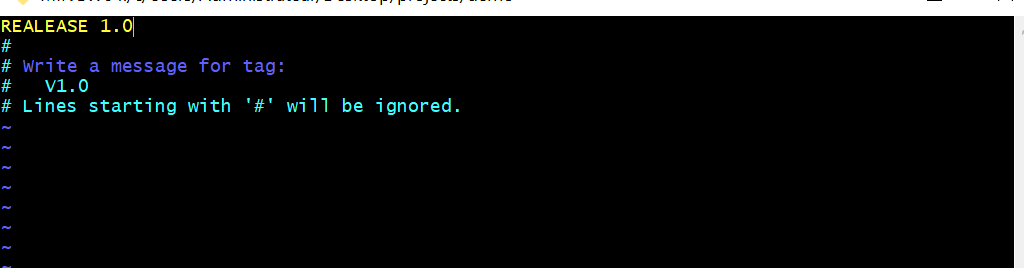 REALEASE 1.0
#
# Write a message for tag:
#   V1.0
# Lines starting with '#' will be ignored.
~
~
~
~
~
~
~
~